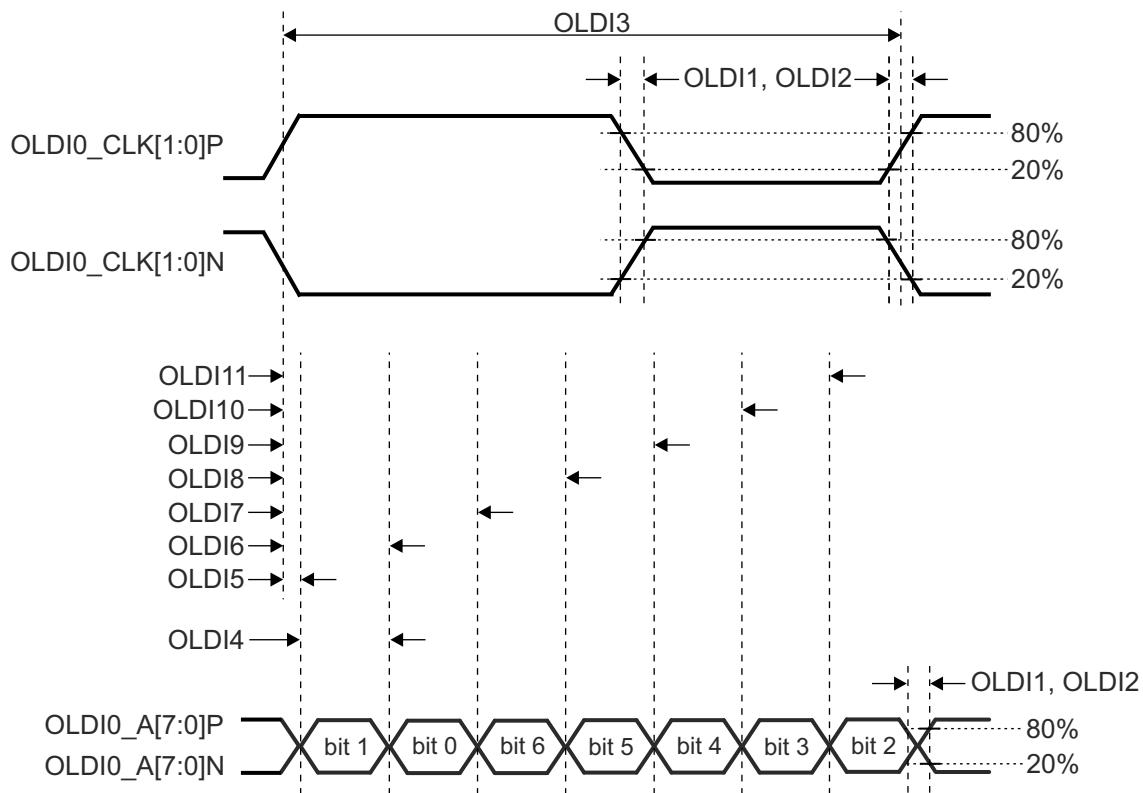 OLDI3
OLDI1, OLDI2
OLDI0_CLK[1:0]P
80%
20%
OLDI0_CLK[1:0]N
80%
20%
OLDI11
OLDI10
OLDI9
OLDI8
OLDI7
OLDI6
OLDI5
OLDI4
OLDI1, OLDI2
OLDI0_A[7:0]P
OLDI0_A[7:0]N
bit 1 bit 0 bit 6 bit 5 bit 4 bit 3 bit 2
80%
20%